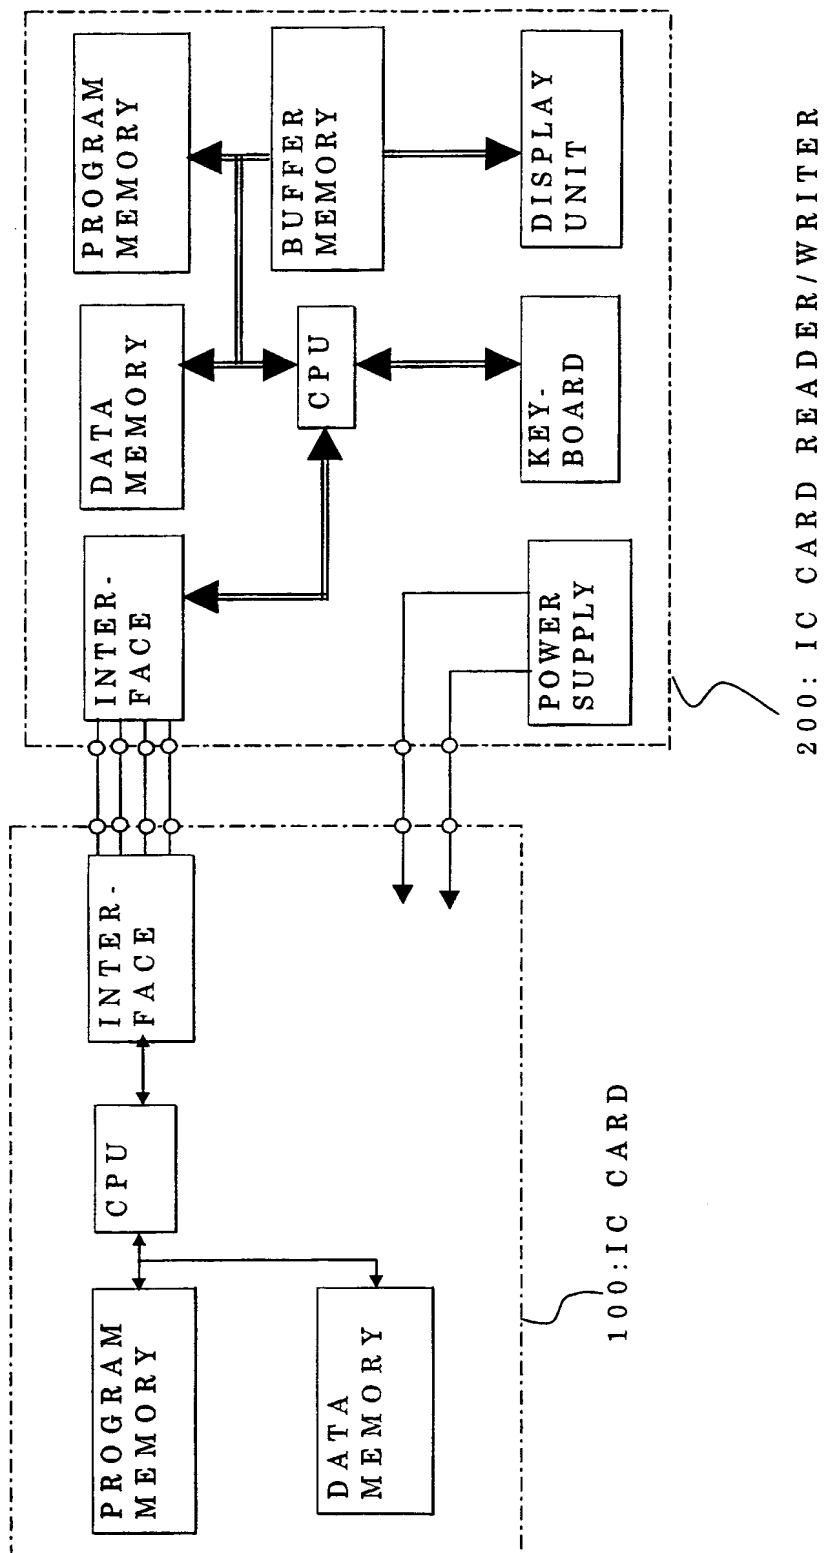 PROGRAM
MEMORY
DATA
MEMORY
CPU
INTER-
FACE
100:IC CARD
INTER-
FACE
DATA
MEMORY
PROGRAM
MEMORY
CPU
BUFFER
MEMORY
POWER
SUPPLY
KEY-
BOARD
DISPLAY
UNIT
200: IC CARD READER/WRITER